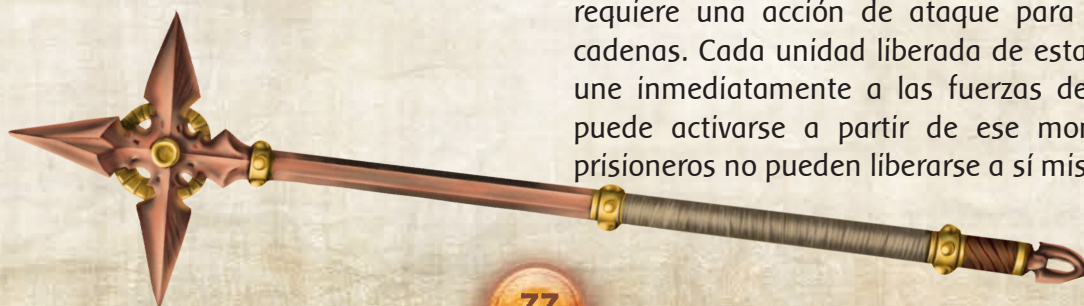 requiere una acción de ataque para
cadenas. Cada unidad liberada de esta
une inmediatamente a las fuerzas de
puede activarse a partir de ese mo
prisioneros no pueden liberarse a sí mis
77